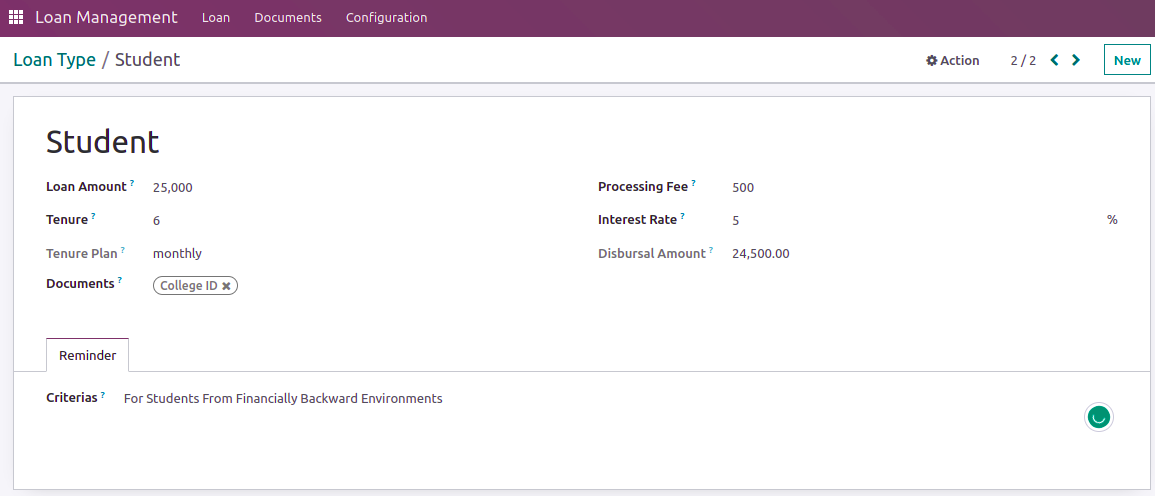 Loan Management Loan Documents Configuration
Loan Type / Student Action 2 / 2 New
Student
Loan Amount ? 25,000 Processing Fee ? 500
Tenure ? 6 Interest Rate ? 5 %
Tenure Plan ? monthly Disbursal Amount ? 24,500.00
Documents ? College ID ✖
Reminder
Criterias ? For Students From Financially Backward Environments